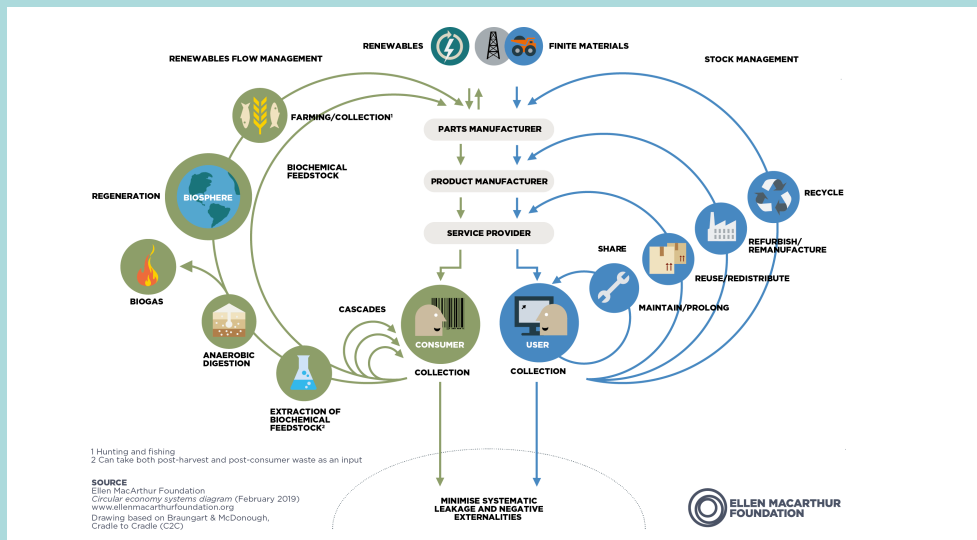 RENEWABLES
FINITE MATERIALS
RENEWABLES FLOW MANAGEMENT
STOCK MANAGEMENT
FARMING/COLLECTION¹
PARTS MANUFACTURER
BIOCHEMICAL
FEEDSTOCK
PRODUCT MANUFACTURER
REGENERATION
BIOSPHERE
RECYCLE
SERVICE PROVIDER
SHARE
REFURBISH/
REMANUFACTURE
REUSE/REDISTRIBUTE
BIOGAS
MAINTAIN/PROLONG
CASCADES
CONSUMER
USER
ANAEROBIC
DIGESTION
COLLECTION
COLLECTION
EXTRACTION OF
BIOCHEMICAL
FEEDSTOCK²
1 Hunting and fishing
2 Can take both post-harvest and post-consumer waste as an input
SOURCE
Ellen MacArthur Foundation
Circular economy systems diagram (February 2019)
www.ellenmacarthurfoundation.org
Drawing based on Braungart & McDonough,
Cradle to Cradle (C2C)
MINIMISE SYSTEMATIC
LEAKAGE AND NEGATIVE
EXTERNALITIES
ELLEN MACARTHUR
FOUNDATION